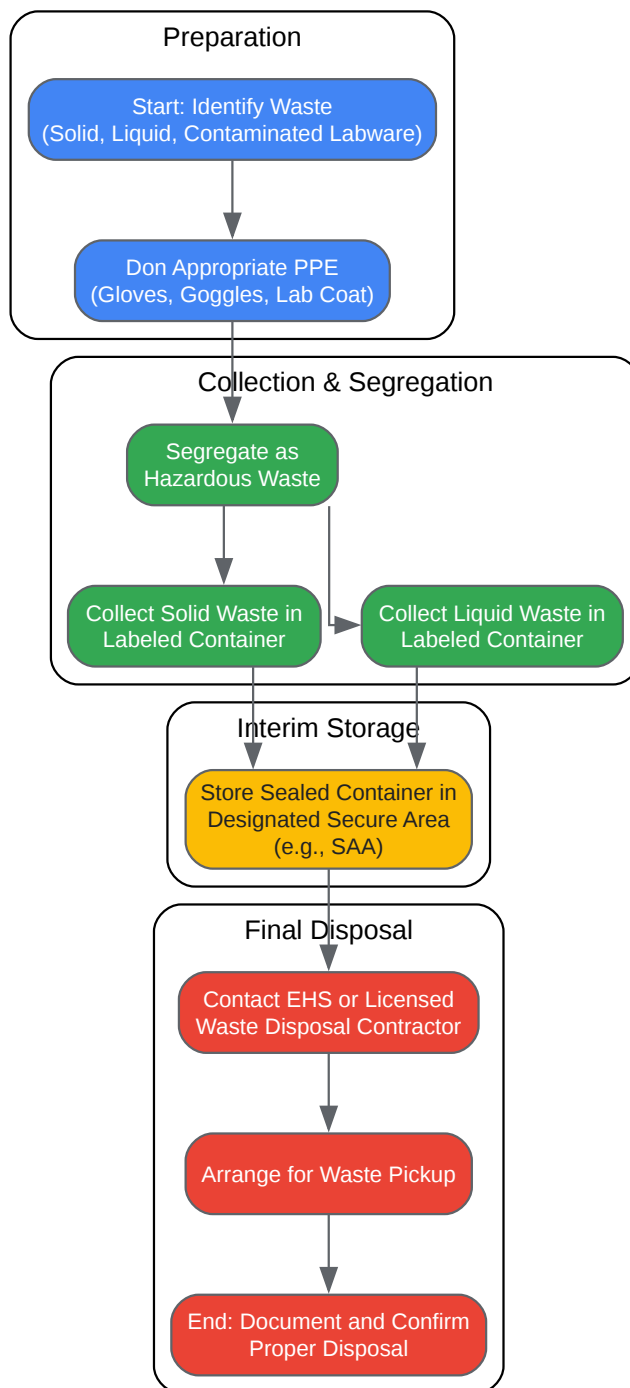 Preparation
Start: Identify Waste
(Solid, Liquid, Contaminated Labware)
Don Appropriate PPE
(Gloves, Goggles, Lab Coat)
Collection & Segregation
Segregate as
Hazardous Waste
Collect Solid Waste in
Labeled Container
Collect Liquid Waste in
Labeled Container
Interim Storage
Store Sealed Container in
Designated Secure Area
(e.g., SAA)
Final Disposal
Contact EHS or Licensed
Waste Disposal Contractor
Arrange for Waste Pickup
End: Document and Confirm
Proper Disposal